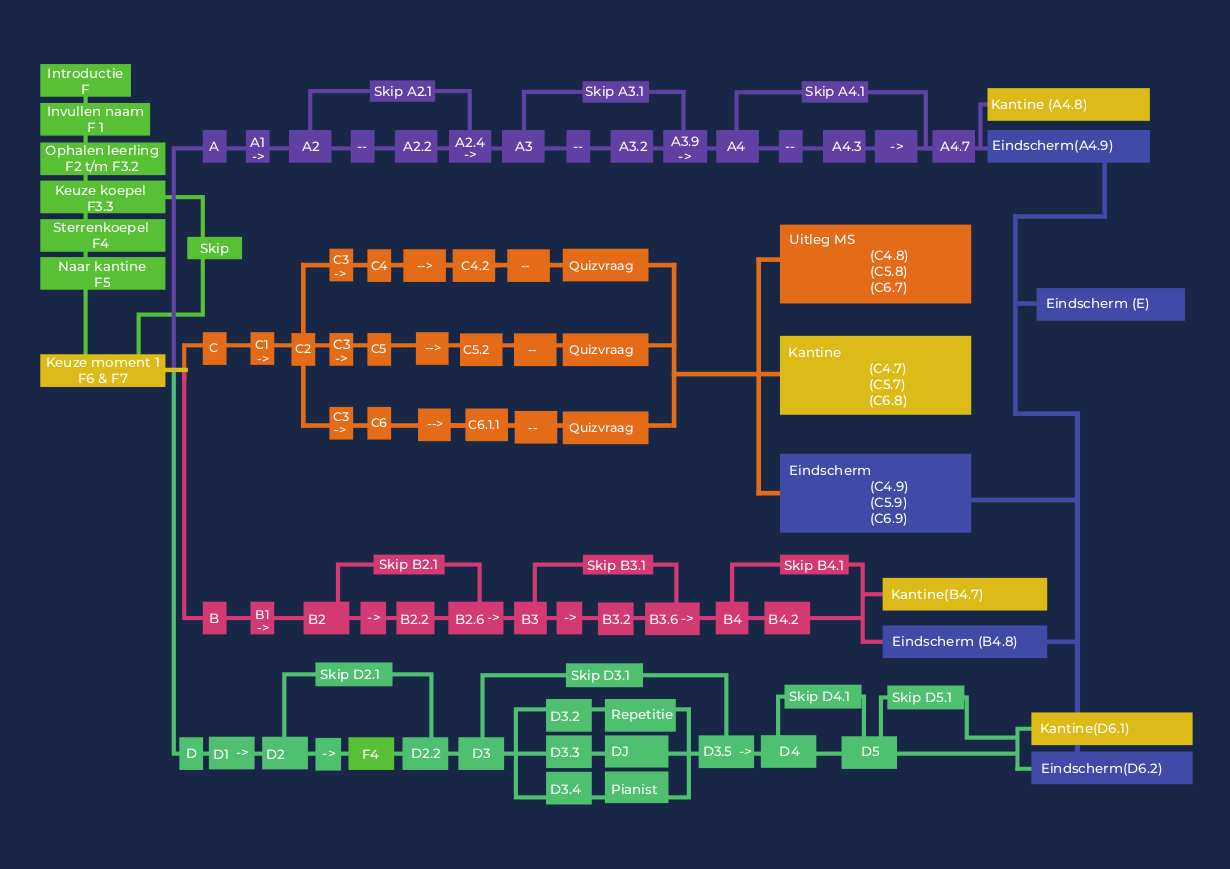 Introductie
F
Invullen naam
F 1
Ophalen leerling
F2 t/m F3.2
Keuze koepel
F3.3
Sterrenkoepel
F4
Naar kantine
F5
Skip
Keuze moment 1
F6 & F7
Skip A2.1
Skip A3.1
Skip A4.1
A
A1
->
A2
--
A2.2
A2.4
->
A3
--
A3.2
A3.9
->
A4
--
A4.3
->
A4.7
Kantine (A4.8)
Eindscherm(A4.9)
C3
->
C4
-->
C4.2
--
Quizvraag
C
C1
->
C2
C3
->
C5
-->
C5.2
--
Quizvraag
C3
->
C6
-->
C6.1.1
--
Quizvraag
Uitleg MS
(C4.8)
(C5.8)
(C6.7)
Kantine
(C4.7)
(C5.7)
(C6.8)
Eindscherm
(C4.9)
(C5.9)
(C6.9)
Eindscherm (E)
Skip B2.1
Skip B3.1
Skip B4.1
B
B1
->
B2
->
B2.2
B2.6 ->
B3
->
B3.2
B3.6 ->
B4
B4.2
Kantine(B4.7)
Eindscherm (B4.8)
Skip D2.1
Skip D3.1
Skip D4.1
Skip D5.1
D
D1 ->
D2
->
F4
D2.2
D3
D3.2
Repetitie
D3.3
DJ
D3.4
Pianist
D3.5 ->
D4
D5
Kantine(D6.1)
Eindscherm(D6.2)